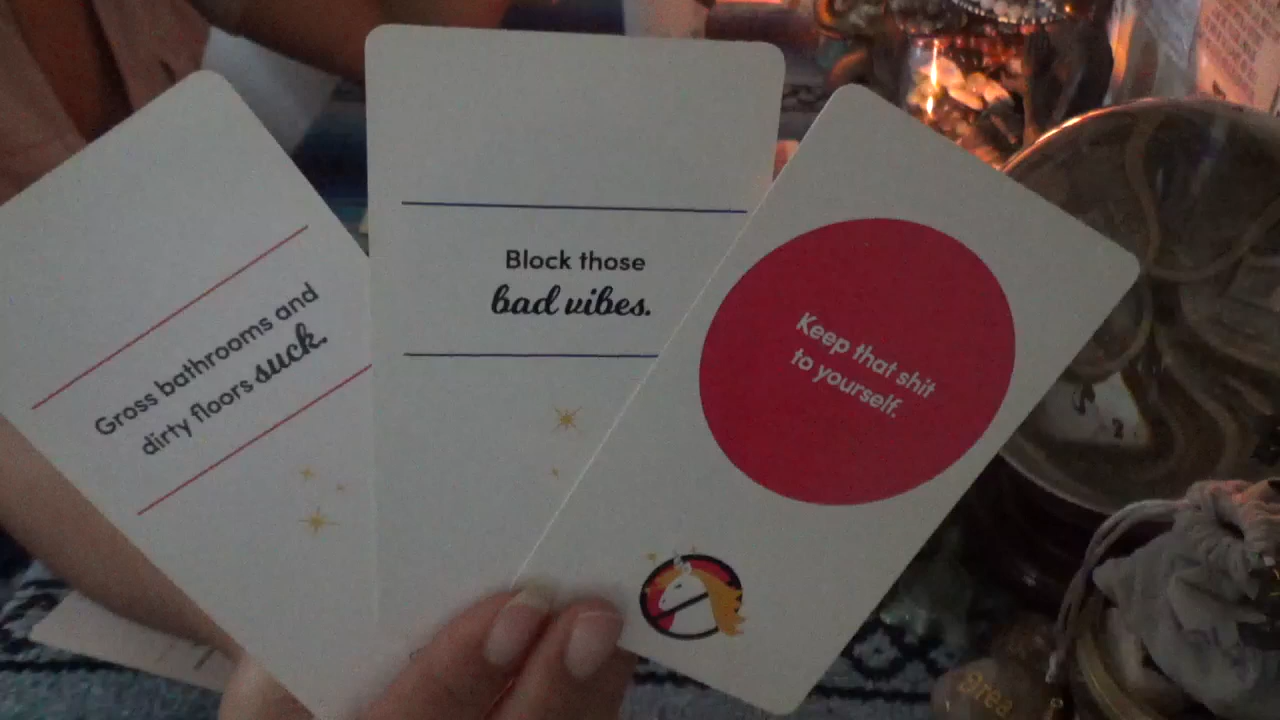 Gross bathrooms and
dirty floors suck.
Block those
bad vibes.
Keep that shit
to yourself.